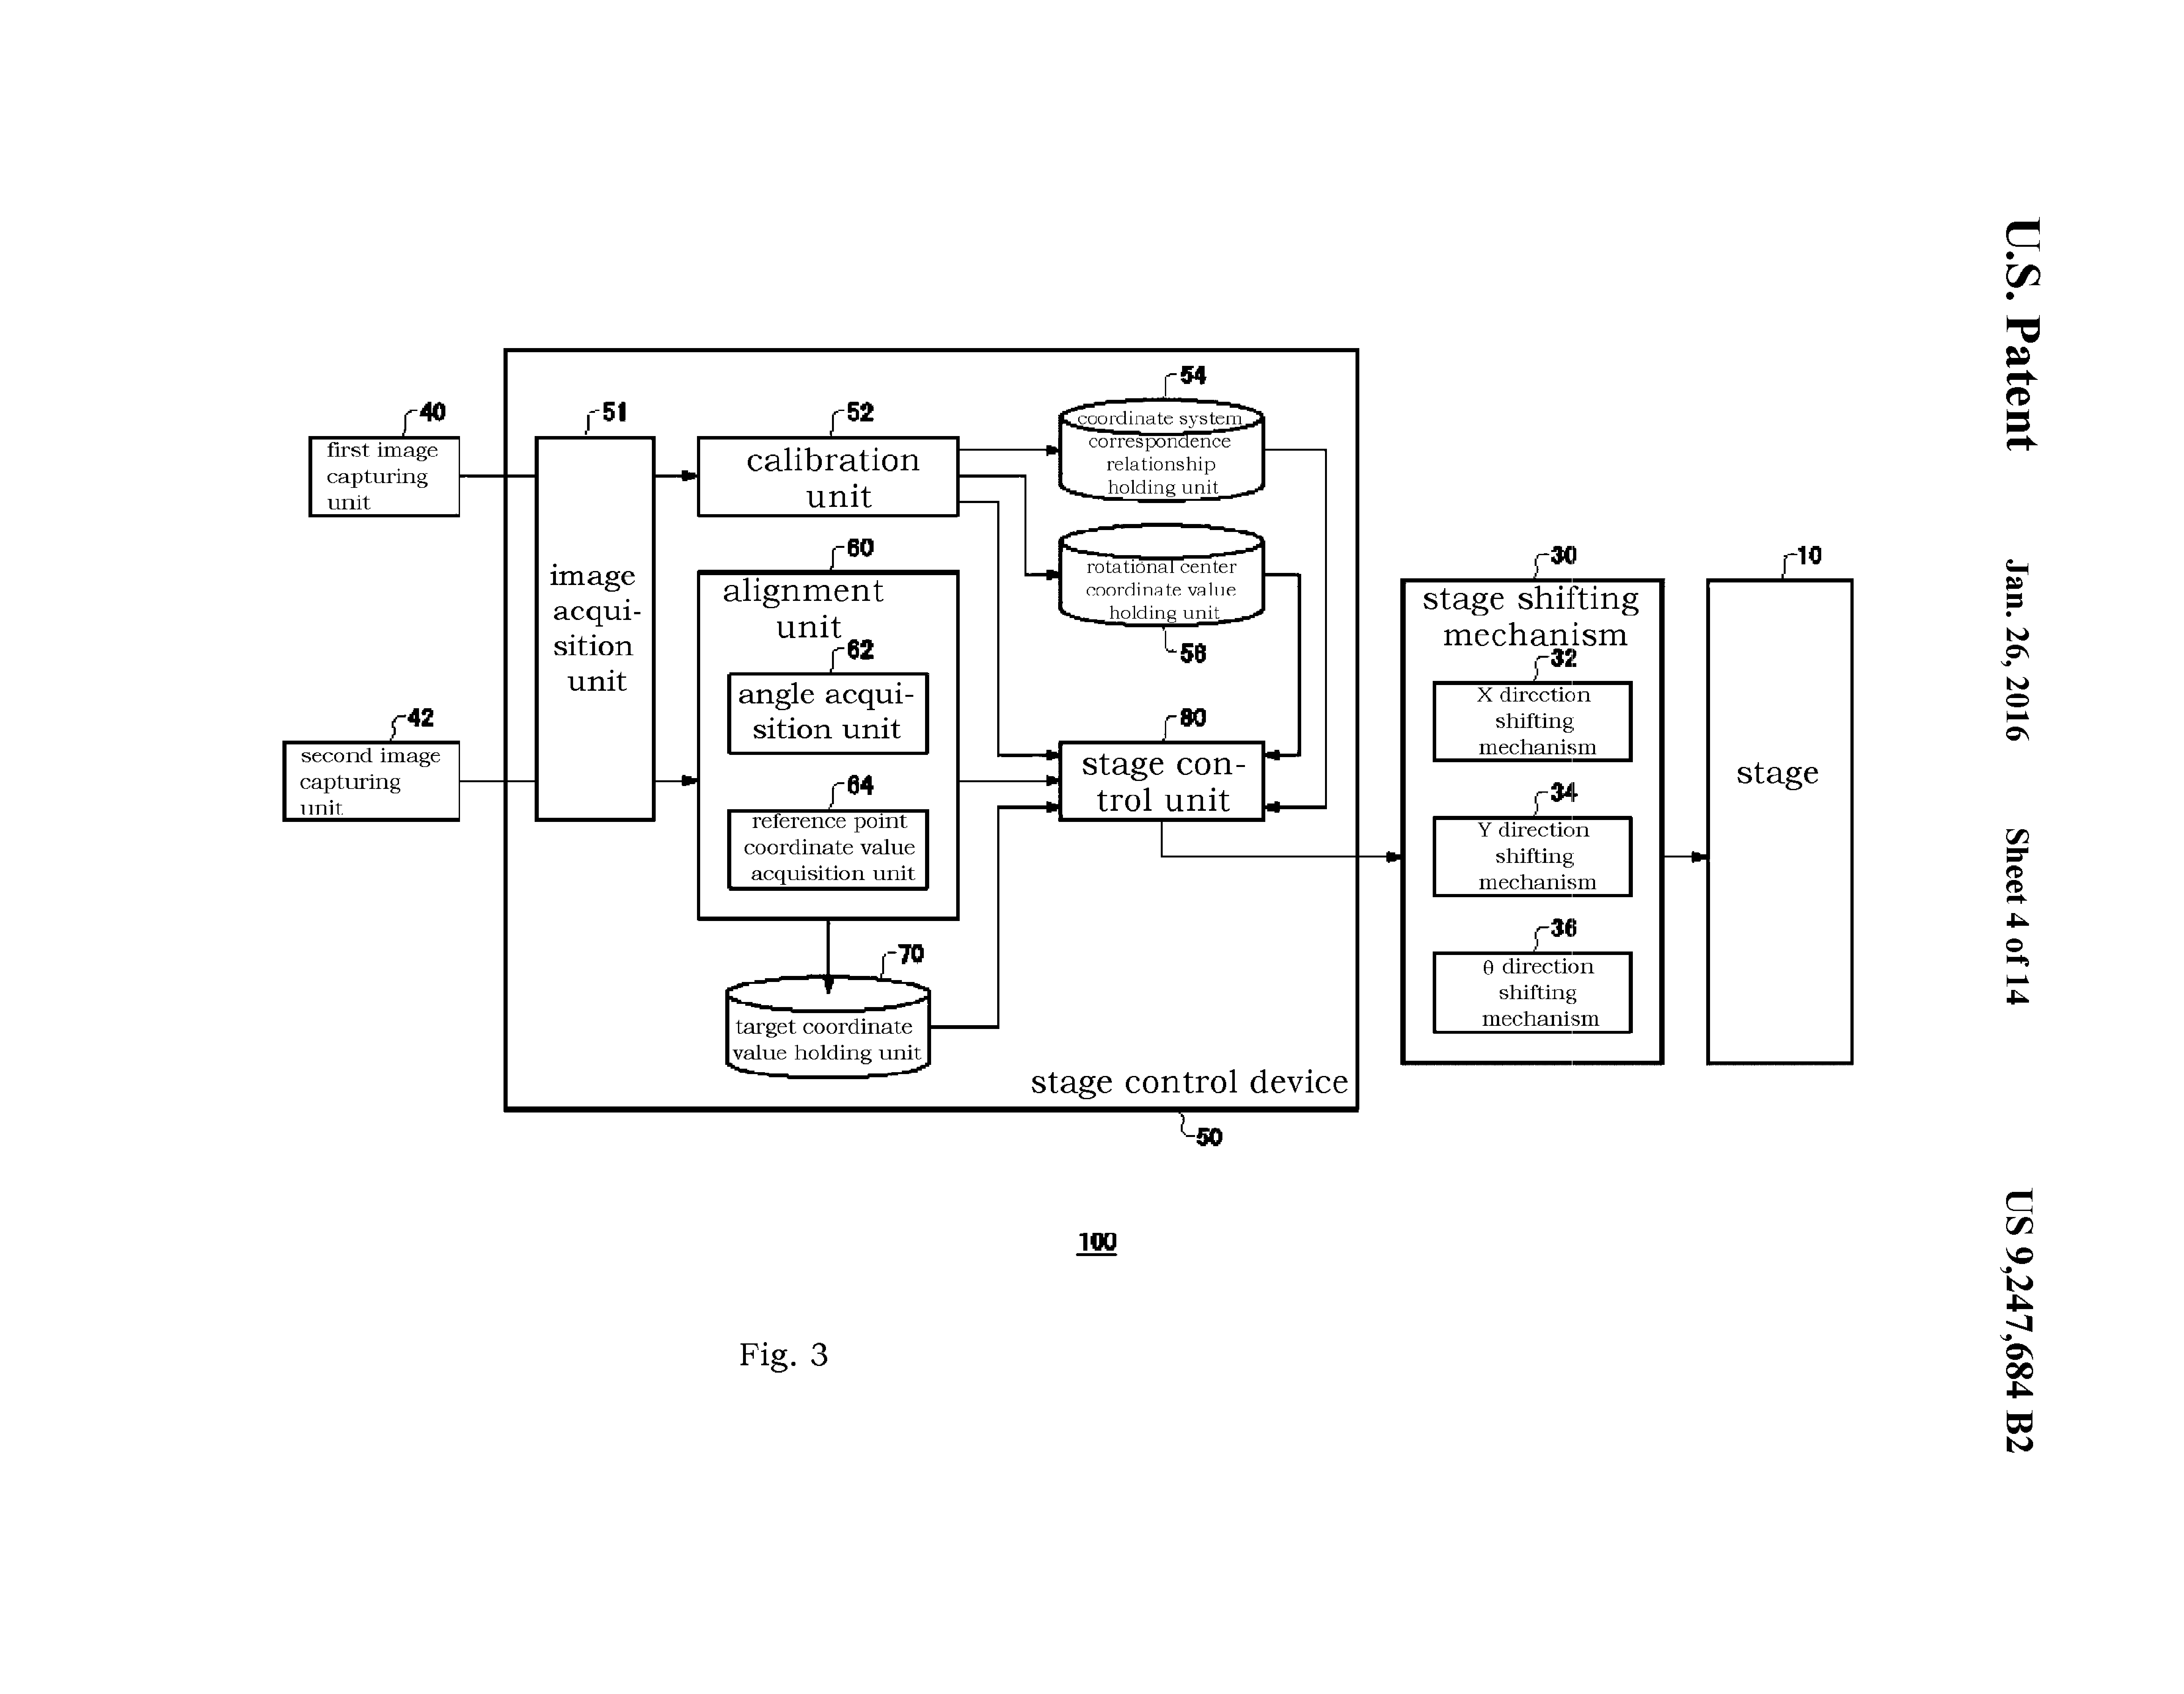 U.S. Patent
Jan. 26, 2016
Sheet 4 of 14
US 9,247,684 B2
40
first image
capturing
unit
42
second image
capturing
unit
51
image
acqui-
sition
unit
52
calibration
unit
60
alignment
unit
62
angle acqui-
sition unit
64
reference point
coordinate value
acquisition unit
70
target coordinate
value holding unit
54
coordinate system
correspondence
relationship
holding unit
rotational center
coordinate value
holding unit
56
80
stage con-
trol unit
stage control device
50
30
stage shifting
mechanism
32
X direction
shifting
mechanism
34
Y direction
shifting
mechanism
36
θ direction
shifting
mechanism
10
stage
100
Fig. 3